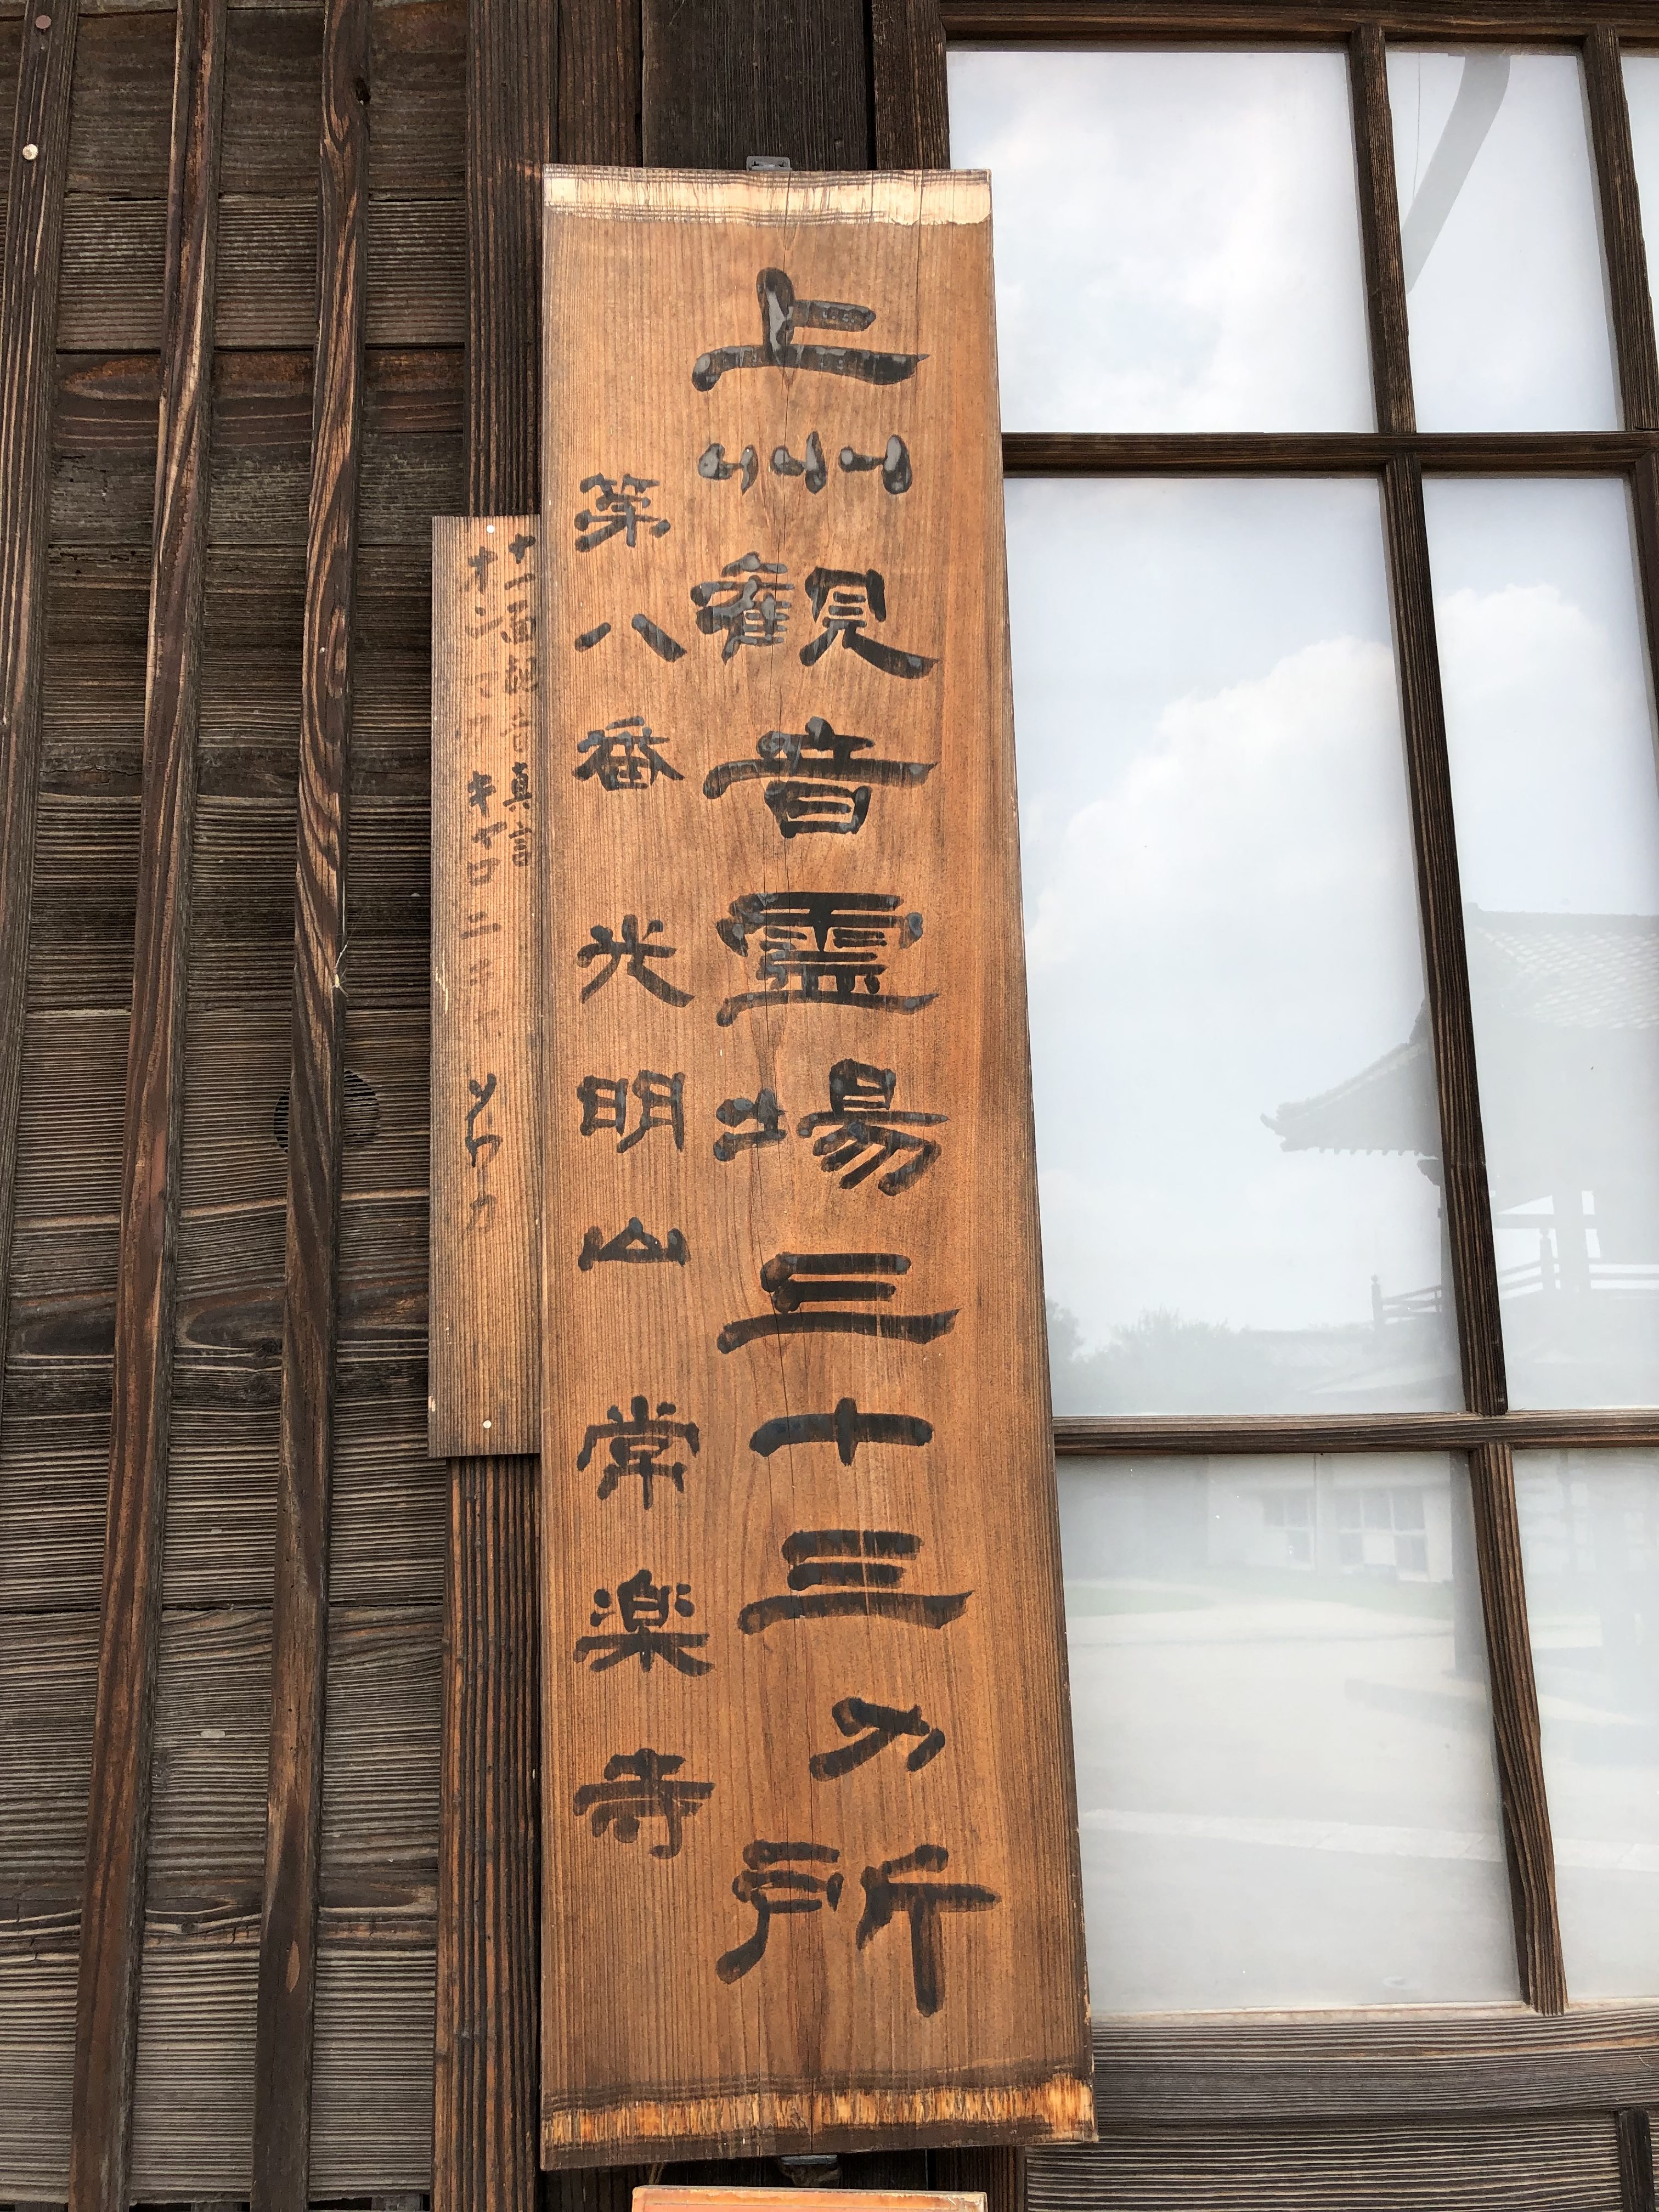 上州観音霊場三十三ヶ所
第八番 光明山 常楽寺
十一面観音真言
オン マカ キャロニキャ ソワカ